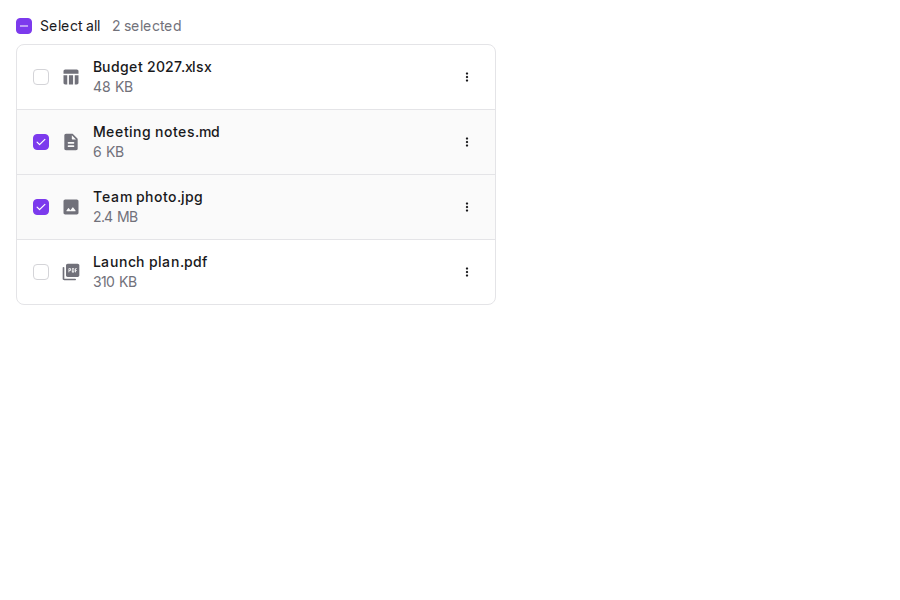 Select all 2 selected
Budget 2027.xlsx
48 KB
Meeting notes.md
6 KB
Team photo.jpg
2.4 MB
Launch plan.pdf
310 KB